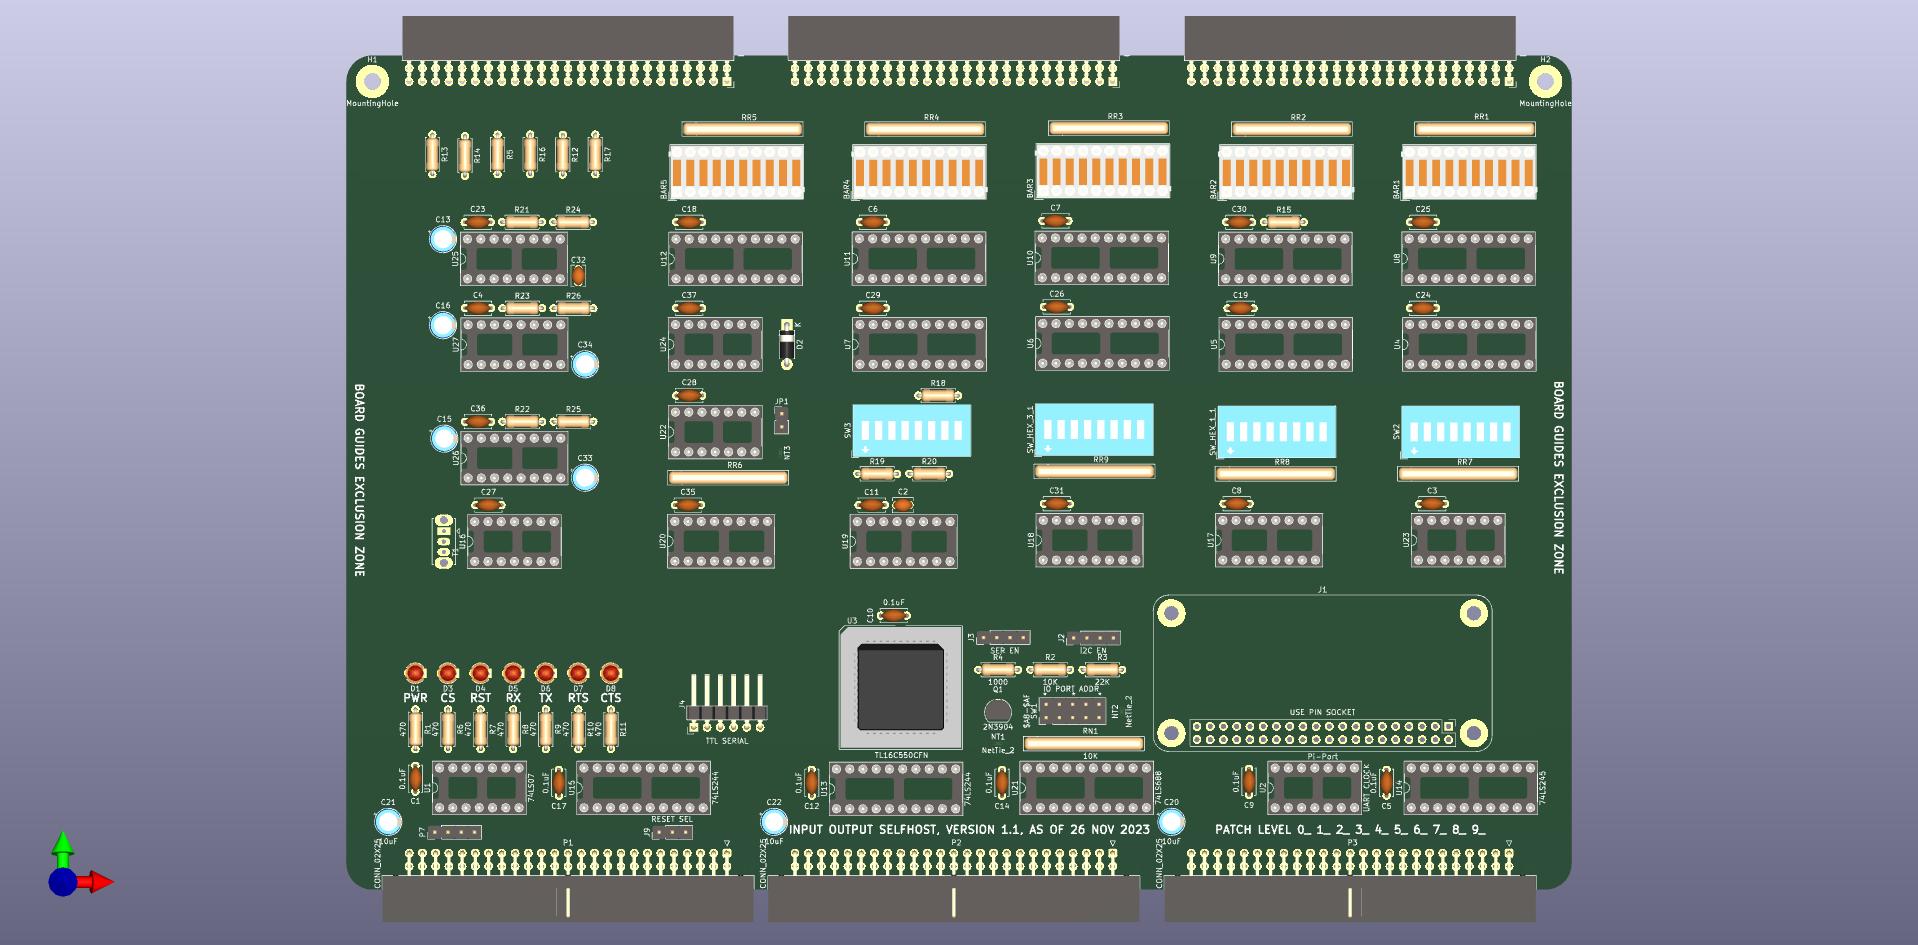 H1
H2
MountingHole
MountingHole
RR5
RR4
RR3
RR2
RR1
R13
R14
R5
R16
R12
R17
BAR5
BAR4
BAR3
BAR2
BAR1
C13
C23
R21
R24
C18
C6
C7
C30
R15
C25
U25
C32
U12
U11
U10
U9
U8
C16
C4
R23
R26
C37
C29
C26
C19
C24
U27
C34
U24
K
D2
U7
U6
U5
U4
C28
R18
C15
C36
R22
R25
JP1
U22
SW3
SW_HEX_3_1
SW_HEX_1_1
SW2
U26
C33
NT3
RR6
R19
R20
RR9
RR8
RR7
BOARD GUIDES EXCLUSION ZONE
BOARD GUIDES EXCLUSION ZONE
C27
C35
C11
C2
C31
C8
C3
U16
U20
U19
U18
U17
U23
J1
0.1uF
C10
U3
J3
SER EN
J2
I2C EN
R4
R2
R3
1000
10K
22K
D1
D3
D4
D5
D6
D7
D8
PWR
CS
RST
RX
TX
RTS
CTS
Q1
IO PORT ADDR
$A8-$AF
SW1
NT2
NetTie_2
2N3904
NT1
NetTie_2
J4
TTL SERIAL
USE PIN SOCKET
470
R1
470
R6
470
R7
470
R8
470
R9
470
R10
470
R11
RN1
10K
TL16C550CFN
Pi-Port
0.1uF
C1
U1
74LS07
0.1uF
C17
U15
74LS244
0.1uF
C12
U13
74LS244
0.1uF
C14
U21
74LS688
0.1uF
C9
U2
UART CLOCK
0.1uF
C5
U14
74LS245
C21
10uF
P7
RESET SEL
J9
C22
10uF
INPUT OUTPUT SELFHOST, VERSION 1.1, AS OF 26 NOV 2023
C20
10uF
PATCH LEVEL 0_ 1_ 2_ 3_ 4_ 5_ 6_ 7_ 8_ 9_
CONN_02X25
P1
CONN_02X25
P2
CONN_02X25
P3